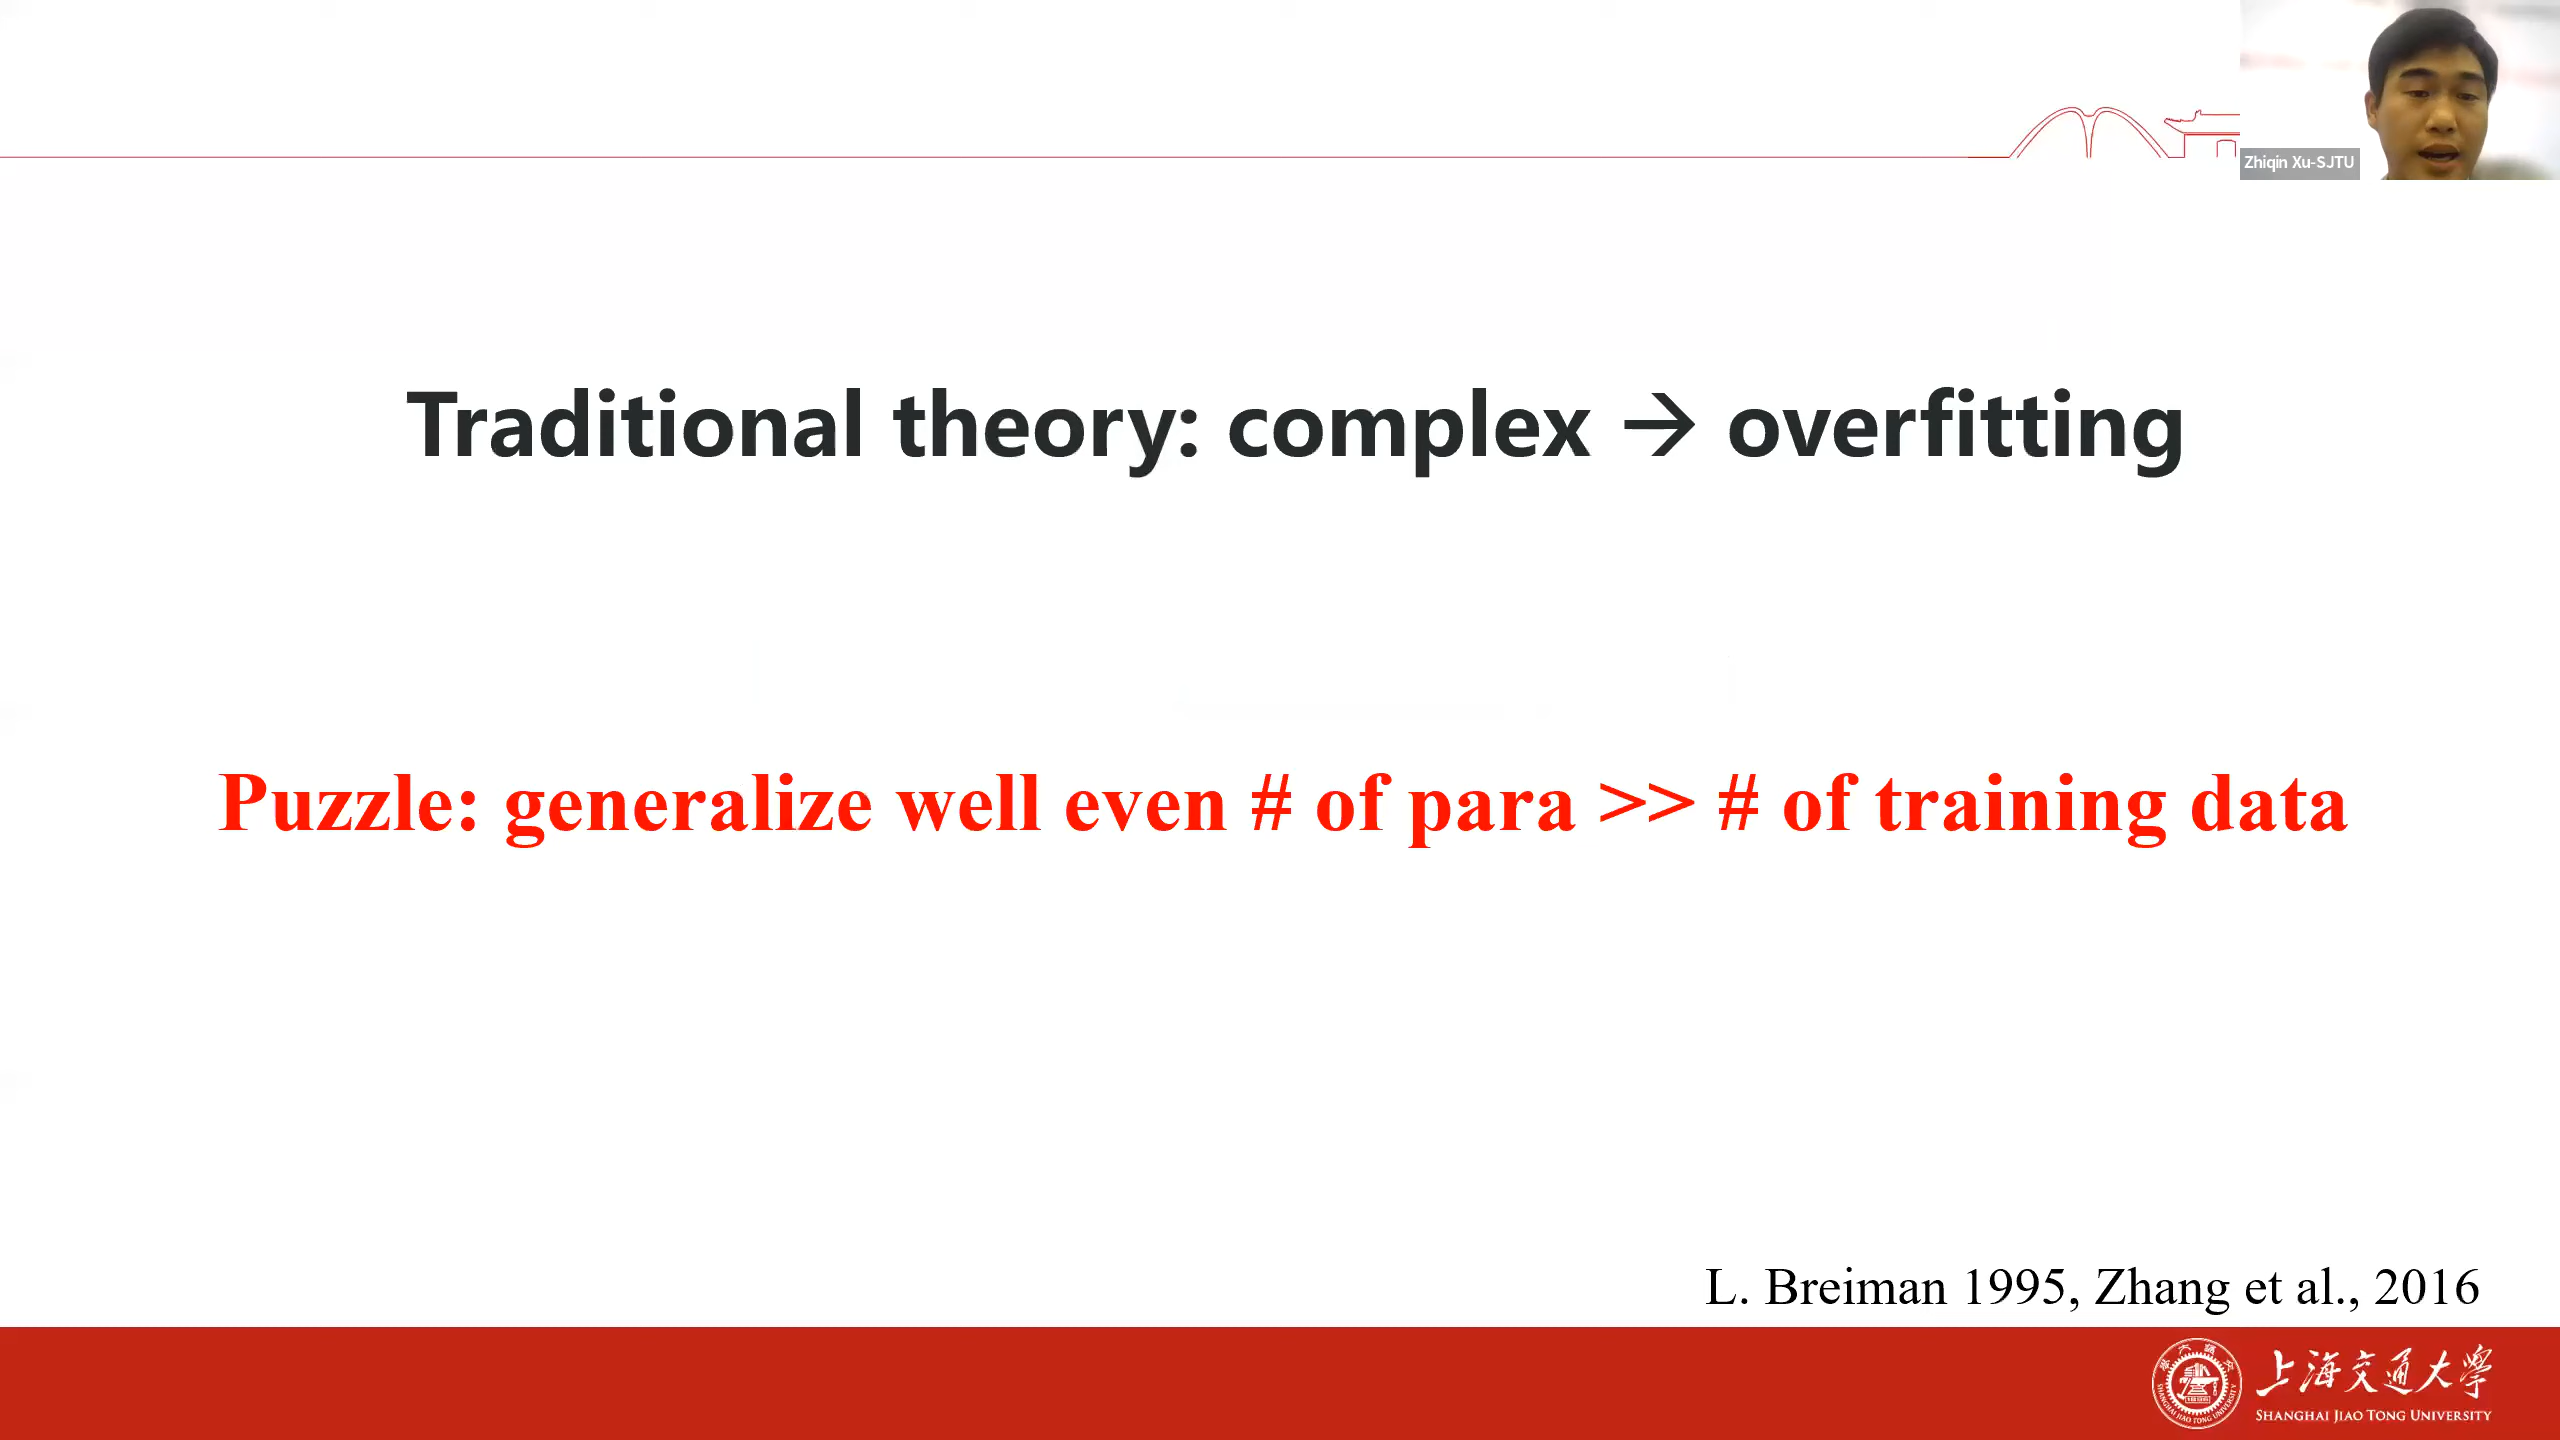 Zhiqin Xu-SJTU
Traditional theory: complex → overfitting
Puzzle: generalize well even # of para >> # of training data
L. Breiman 1995, Zhang et al., 2016
上海交通大學
SHANGHAI JIAO TONG UNIVERSITY